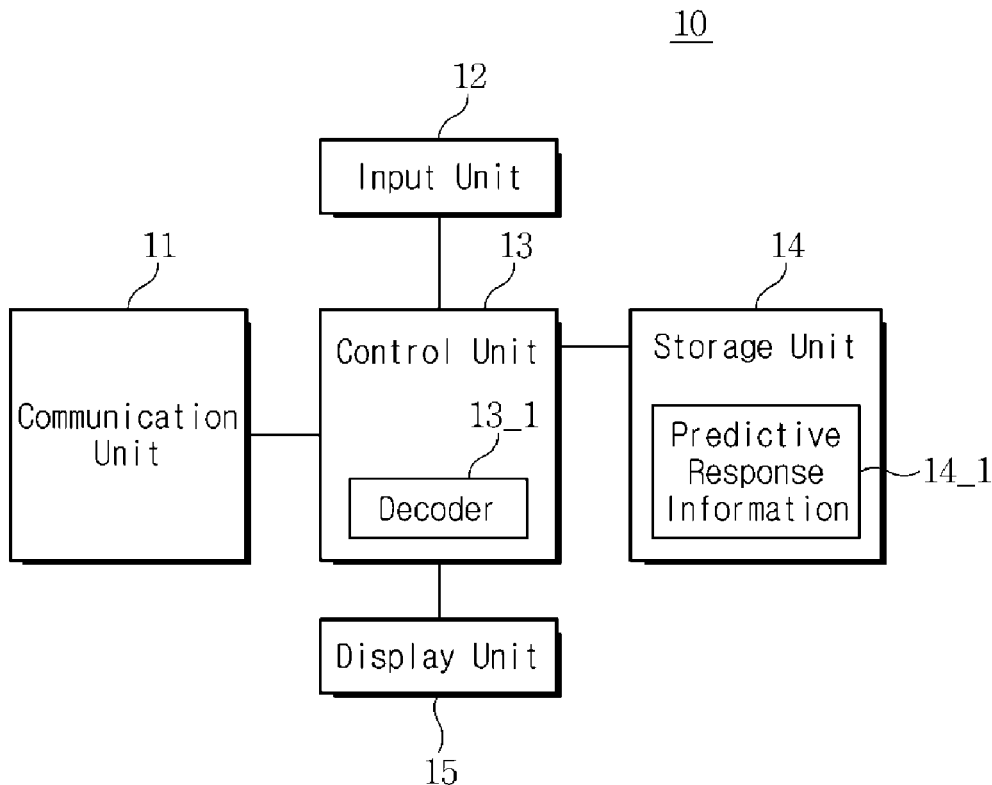 10
12
Input Unit
11
13
14
Communication
Unit
Control Unit
13_1
Decoder
Storage Unit
Predictive
Response
Information
14_1
Display Unit
15